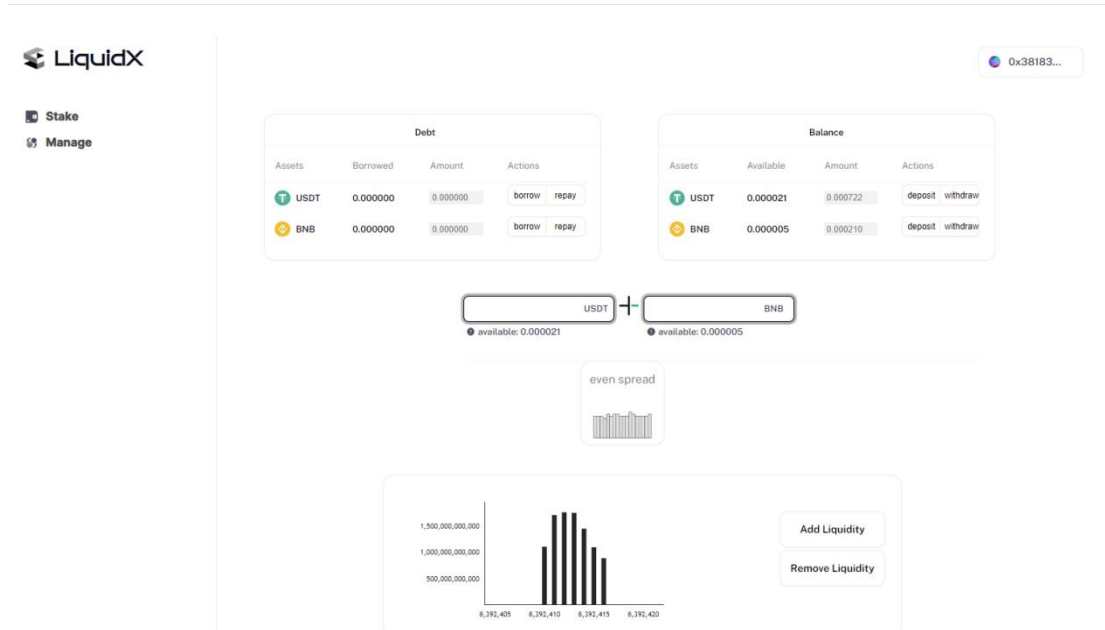 LiquidX
0x38183...
Stake
Manage
Debt
Assets Borrowed Amount Actions
USDT 0.000000 0.000000 borrow repay
BNB 0.000000 0.000000 borrow repay
Balance
Assets Available Amount Actions
USDT 0.000021 0.000722 deposit withdraw
BNB 0.000005 0.000210 deposit withdraw
USDT
BNB
available: 0.000021
available: 0.000005
even spread
1,500,000,000,000
1,000,000,000,000
500,000,000,000
8,392,405 8,392,410 8,392,415 8,392,420
Add Liquidity
Remove Liquidity